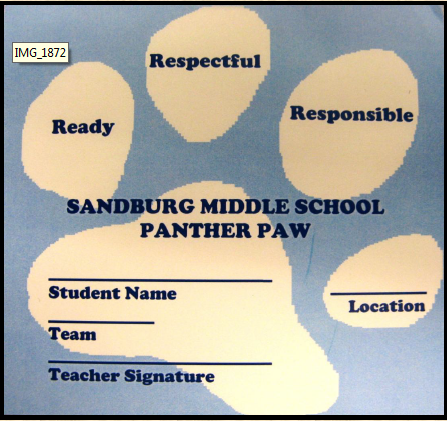 IMG_1872
Respectful
Ready
Responsible
SANDBURG MIDDLE SCHOOL
PANTHER PAW
Student Name
Location
Team
Teacher Signature